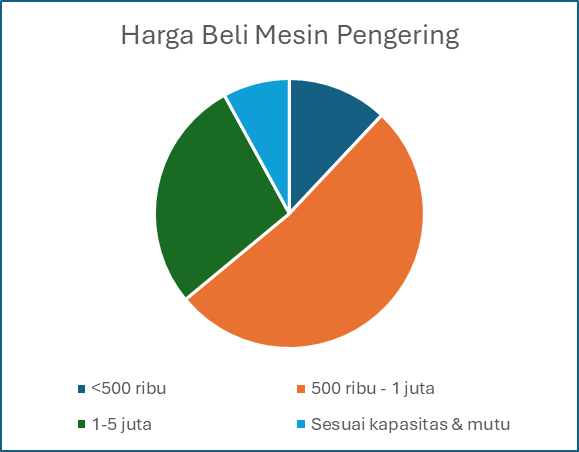 Harga Beli Mesin Pengering
<500 ribu
500 ribu - 1 juta
1-5 juta
Sesuai kapasitas & mutu